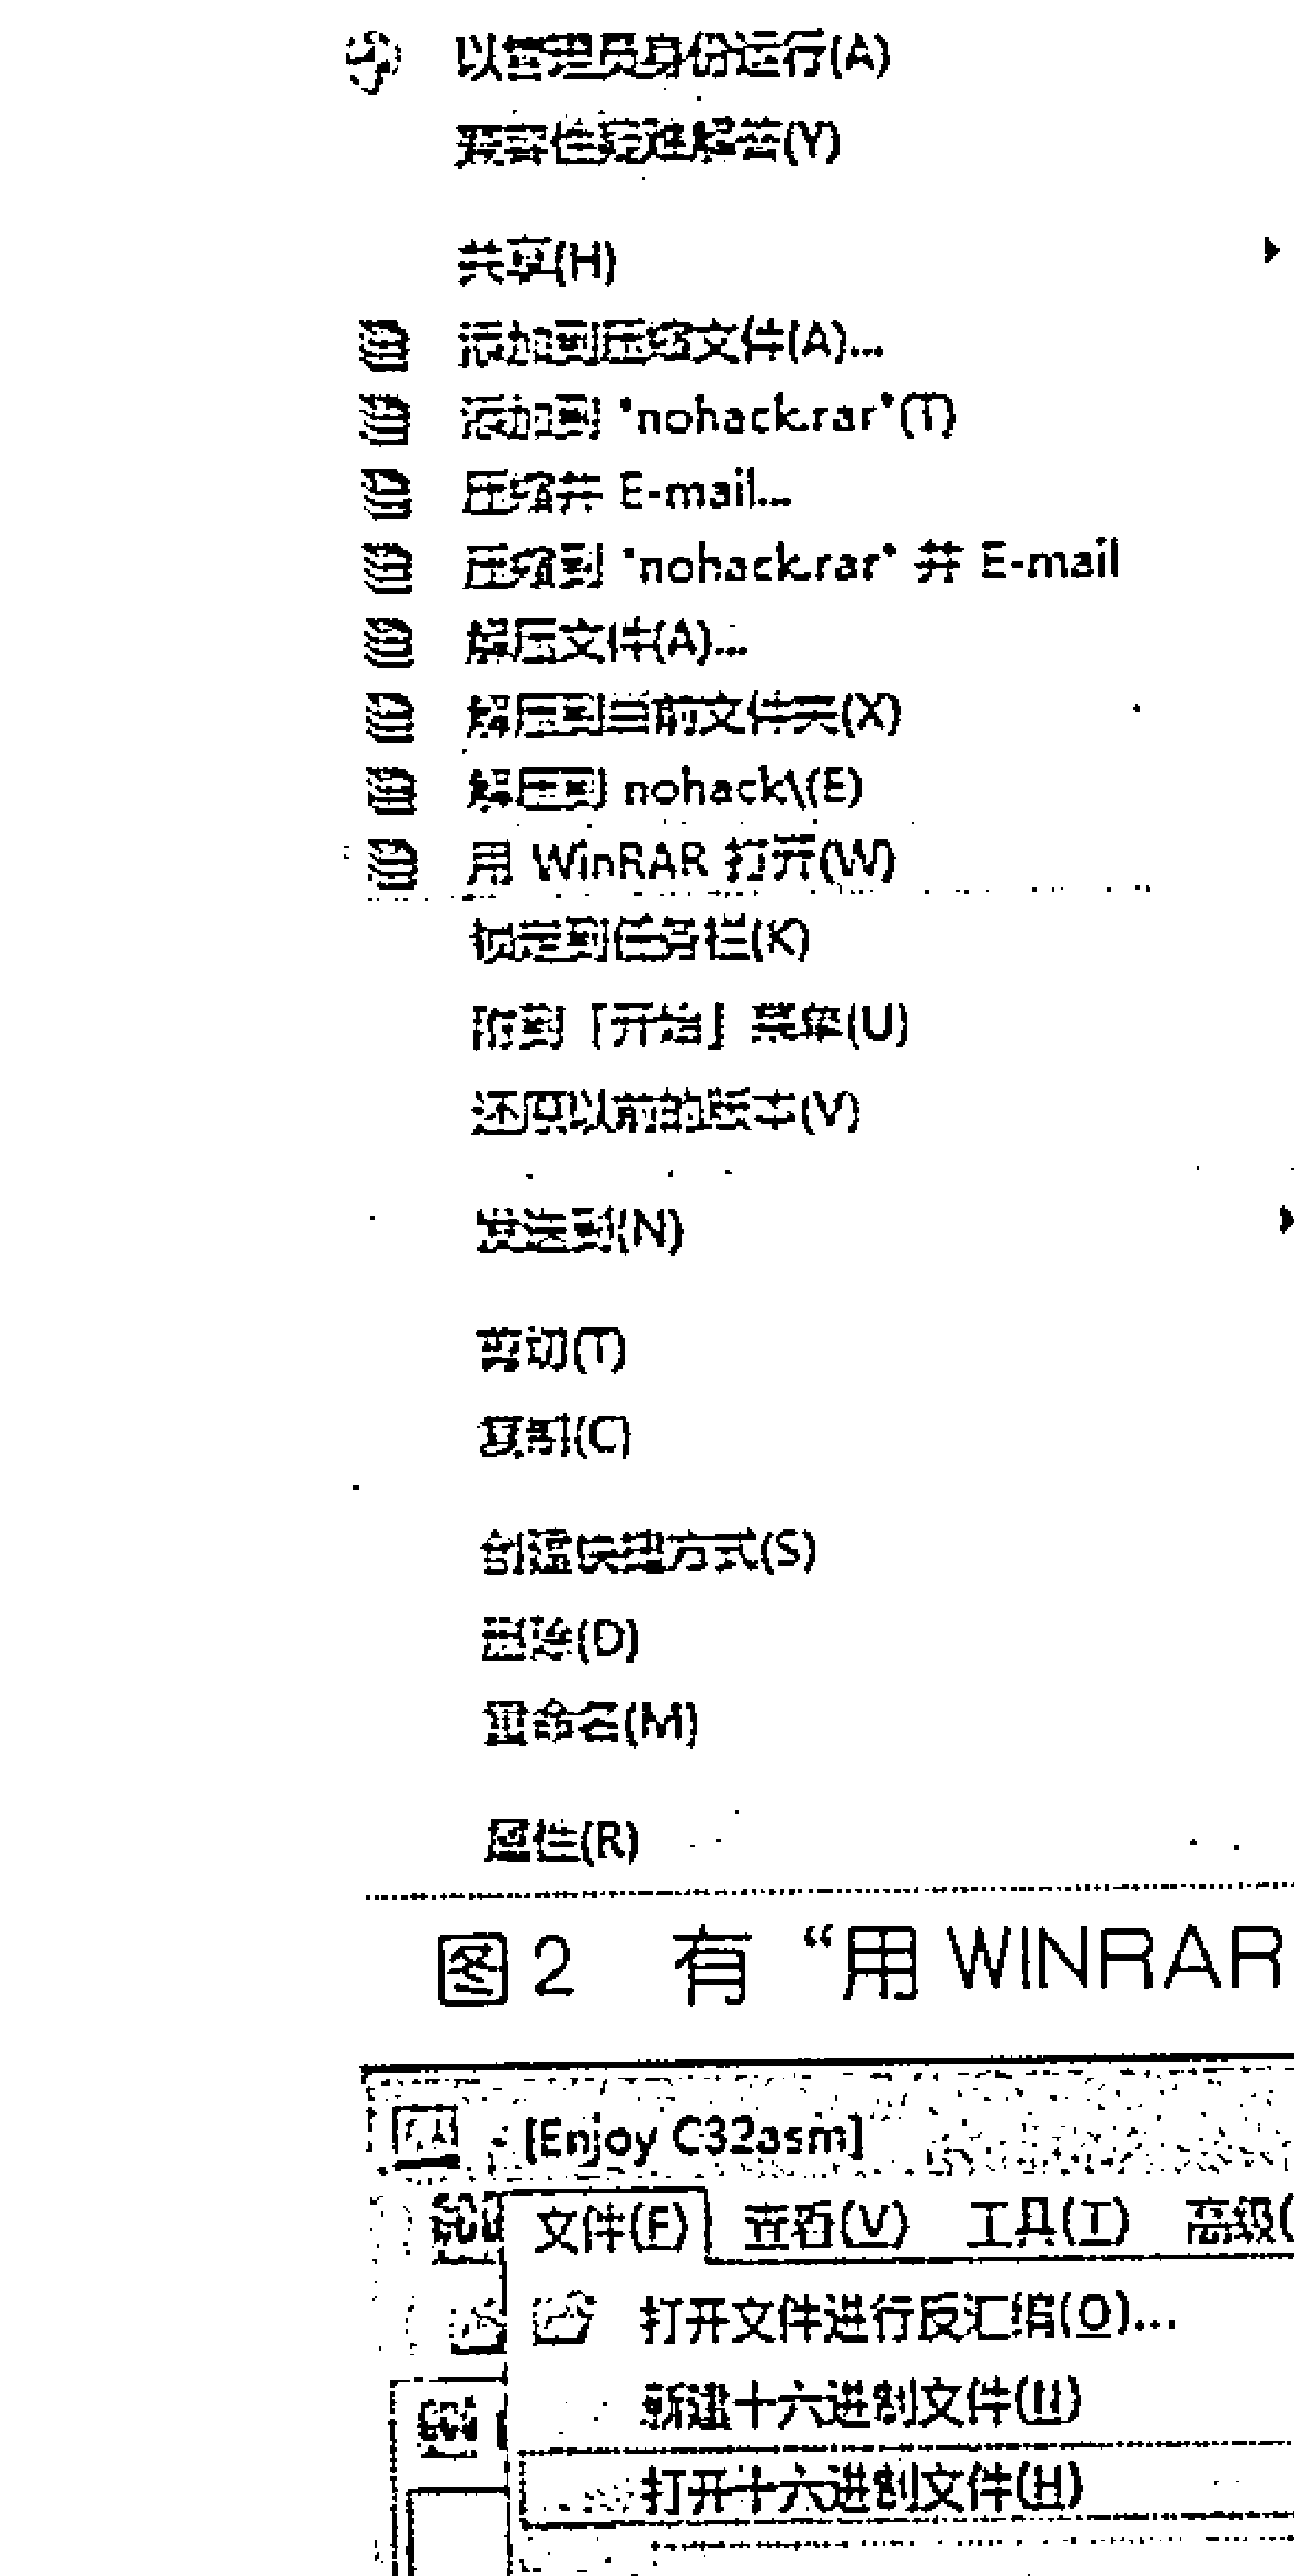 以管理员身份运行(A)
兼容性疑难解答(Y)
共享(H)
添加到压缩文件(A)...
添加到 "nohack.rar"(T)
压缩并 E-mail...
压缩到 "nohack.rar" 并 E-mail
解压文件(A)...
解压到当前文件夹(X)
解压到 nohack\(E)
用 WinRAR 打开(W)
锁定到任务栏(K)
附到「开始」菜单(U)
还原以前的版本(V)
发送到(N)
剪切(T)
复制(C)
创建快捷方式(S)
删除(D)
重命名(M)
属性(R)
图2 有 “用 WINRAR
[Enjoy C32asm]
文件(F) 查看(V) 工具(T) 高级(
打开文件进行反汇编(O)...
新建十六进制文件(N)
打开十六进制文件(H)